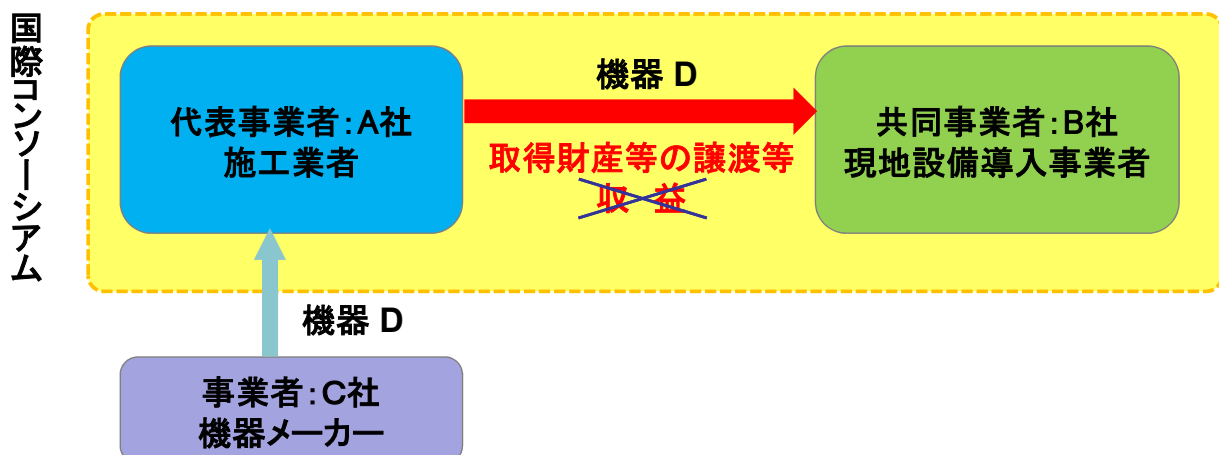 国際コンソーシアム
代表事業者:A社
施工業者
機器 D
取得財産等の譲渡等
収 益
共同事業者:B社
現地設備導入事業者
機器 D
事業者:C社
機器メーカー